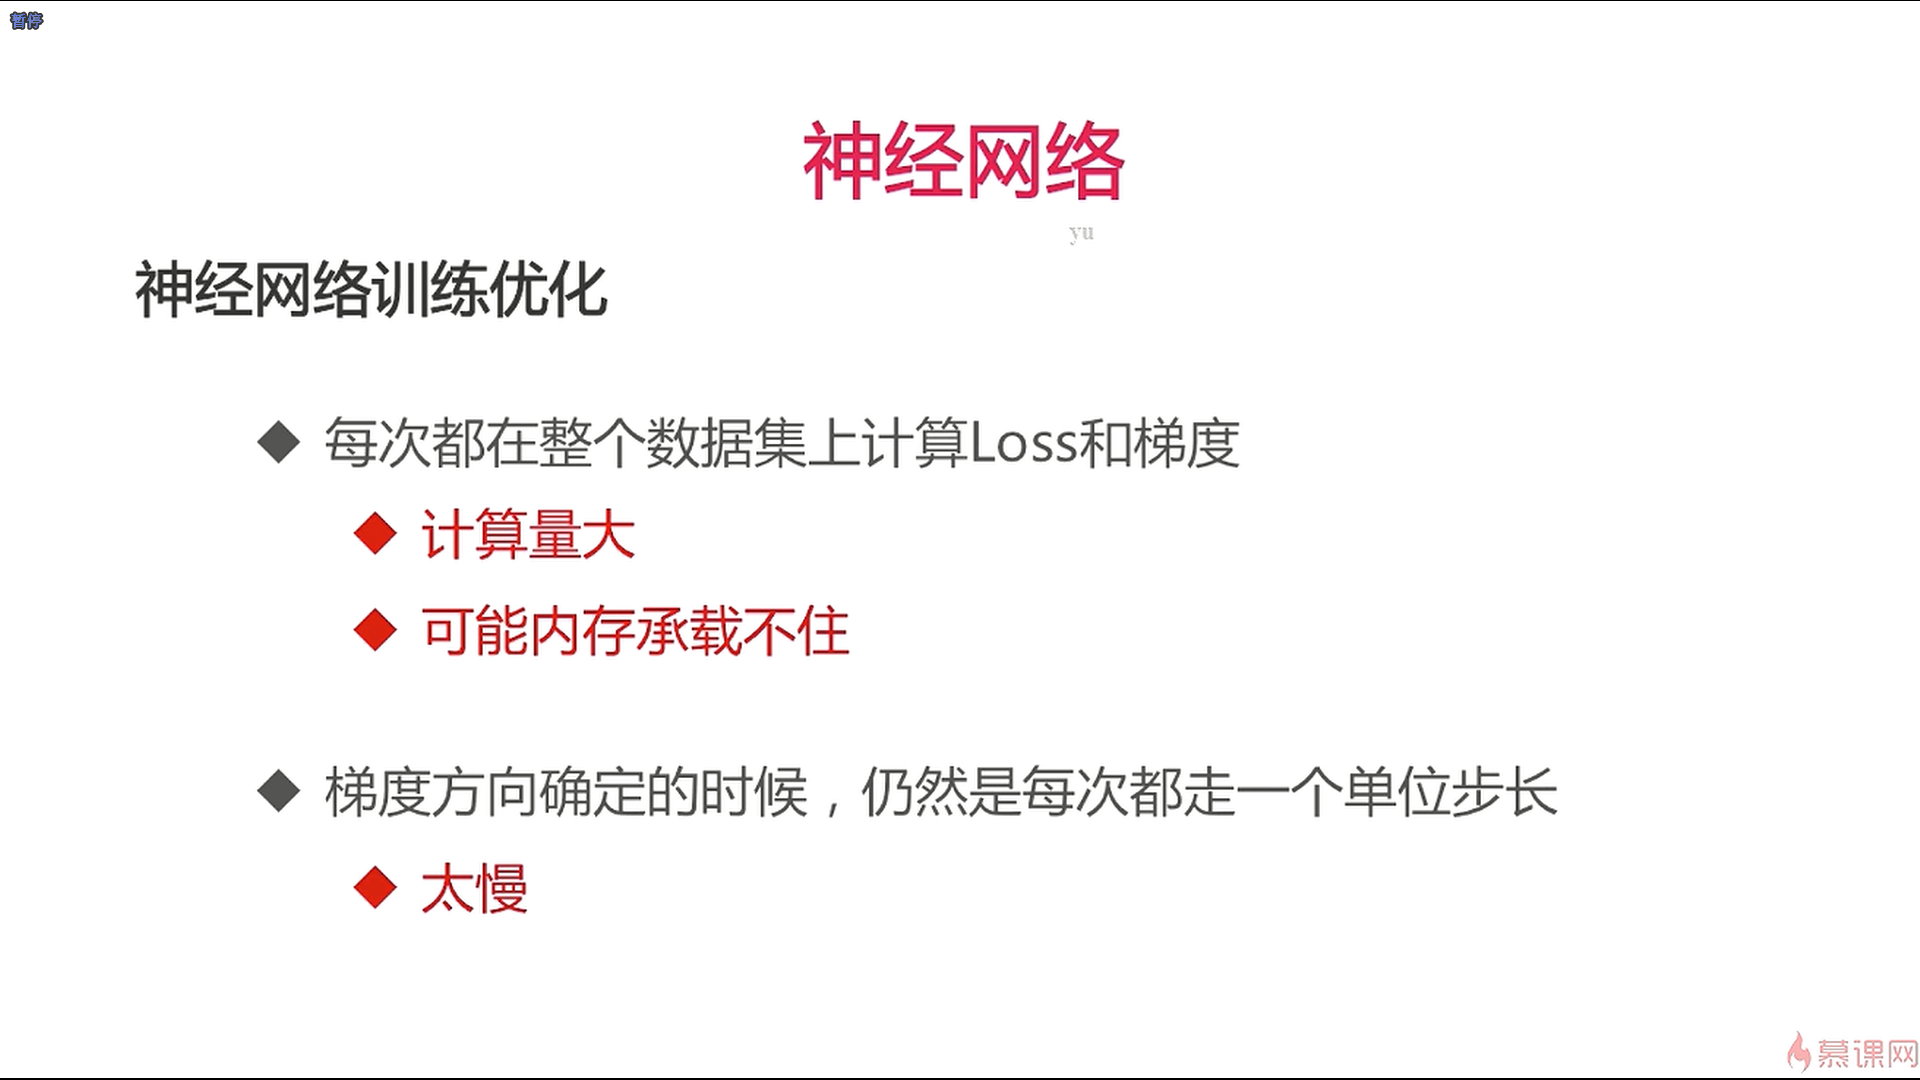 暂停
神经网络
yu
神经网络训练优化
每次都在整个数据集上计算Loss和梯度
计算量大
可能内存承载不住
梯度方向确定的时候，仍然是每次都走一个单位步长
太慢
慕课网